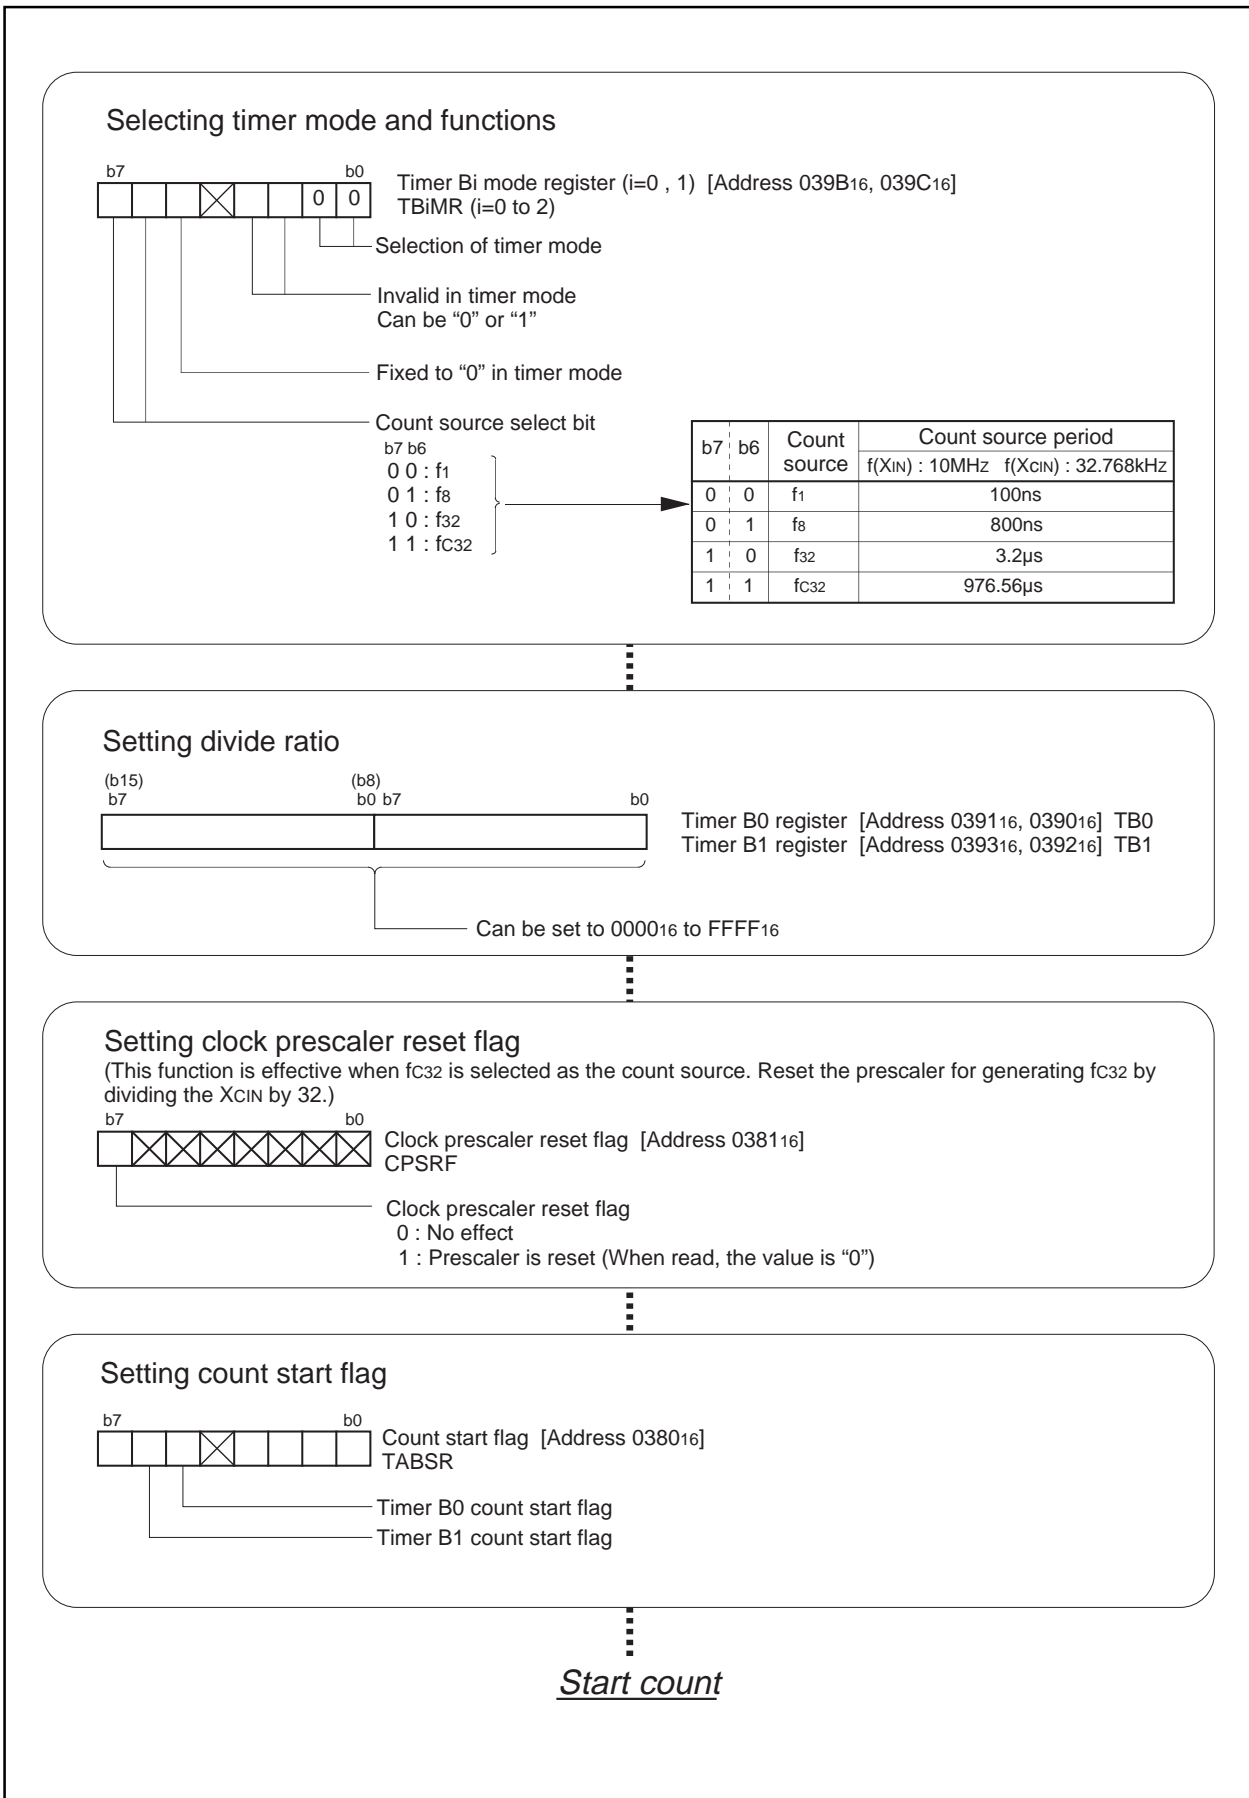 Selecting timer mode and functions
b7 b0
0 0
Timer Bi mode register (i=0 , 1) [Address 039B16, 039C16]
TBiMR (i=0 to 2)
Selection of timer mode
Invalid in timer mode
Can be “0” or “1”
Fixed to “0” in timer mode
Count source select bit
b7 b6
0 0 : f1
0 1 : f8
1 0 : f32
1 1 : fC32
b7 b6 Count source Count source period
f(XIN) : 10MHz f(XCIN) : 32.768kHz
0 0 f1 100ns
0 1 f8 800ns
1 0 f32 3.2µs
1 1 fC32 976.56µs
Setting divide ratio
(b15) (b8)
b7 b0 b7 b0
Timer B0 register [Address 039116, 039016] TB0
Timer B1 register [Address 039316, 039216] TB1
Can be set to 000016 to FFFF16
Setting clock prescaler reset flag
(This function is effective when fC32 is selected as the count source. Reset the prescaler for generating fC32 by
dividing the XCIN by 32.)
b7 b0
Clock prescaler reset flag [Address 038116]
CPSRF
Clock prescaler reset flag
0 : No effect
1 : Prescaler is reset (When read, the value is “0”)
Setting count start flag
b7 b0
Count start flag [Address 038016]
TABSR
Timer B0 count start flag
Timer B1 count start flag
Start count